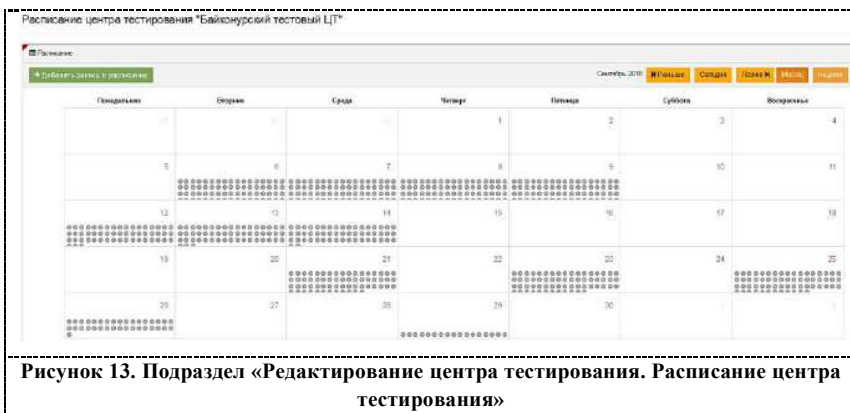 Расписание центра тестирования "Байконурский тестовый ЦТ"
Расписание
+ Добавить запись в расписание
Сентябрь, 2016 Раньше Сегодня Позже Месяц Неделя
Понедельник Вторник Среда Четверг Пятница Суббота Воскресенье
1 2 3 4
5 6 7 8 9 10 11
12 13 14 15 16 17 18
19 20 21 22 23 24 25
26 27 28 29 30
Рисунок 13. Подраздел «Редактирование центра тестирования. Расписание центра
тестирования»